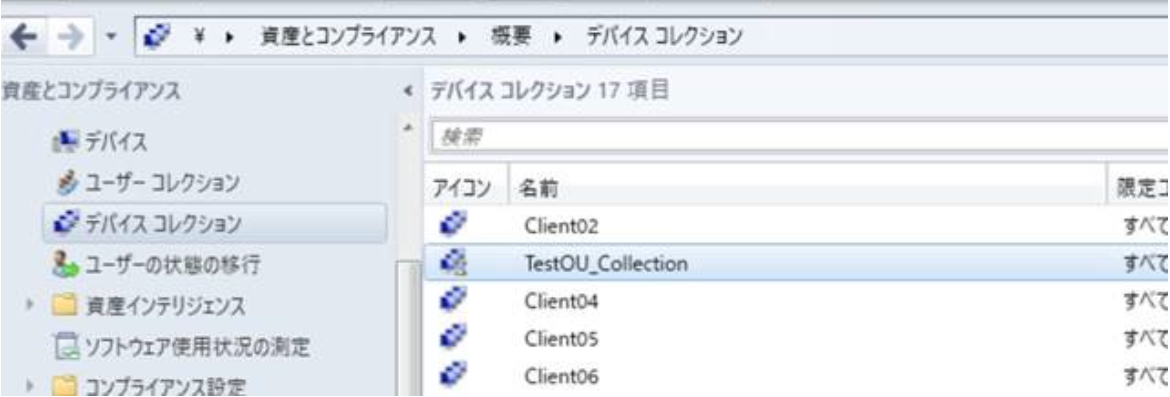 ¥ ▸ 資産とコンプライアンス ▸ 概要 ▸ デバイス コレクション
資産とコンプライアンス
デバイス
ユーザー コレクション
デバイス コレクション
ユーザーの状態の移行
資産インテリジェンス
ソフトウェア使用状況の測定
コンプライアンス設定
デバイス コレクション 17 項目
検索
アイコン 名前 限定コ
Client02 すべて
TestOU_Collection すべて
Client04 すべて
Client05 すべて
Client06 すべて